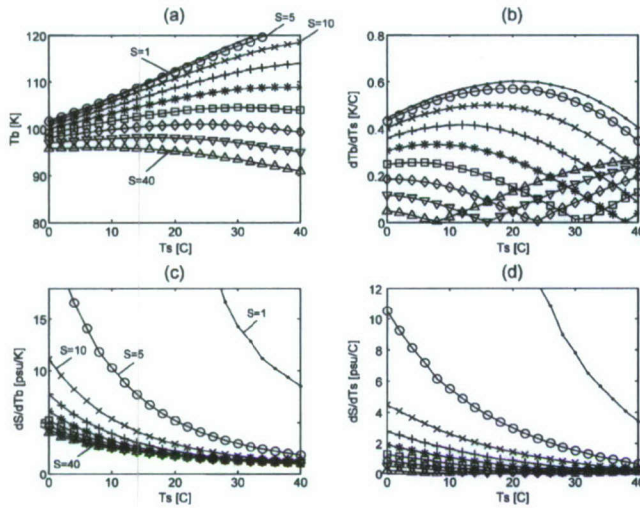 (a)
(b)
S=5
S=10
S=1
120
110
100
90
80
Tb [K]
S=40
0
10
20
30
40
Ts [C]
0.8
0.6
0.4
0.2
0
dTb/dTs [K/C]
0
10
20
30
40
Ts [C]
(c)
(d)
15
10
5
0
dS/dTb [psu/K]
S=1
S=10
S=5
S=40
0
10
20
30
40
Ts [C]
12
10
8
6
4
2
0
dS/dTs [psu/C]
S=1
S=5
0
10
20
30
40
Ts [C]